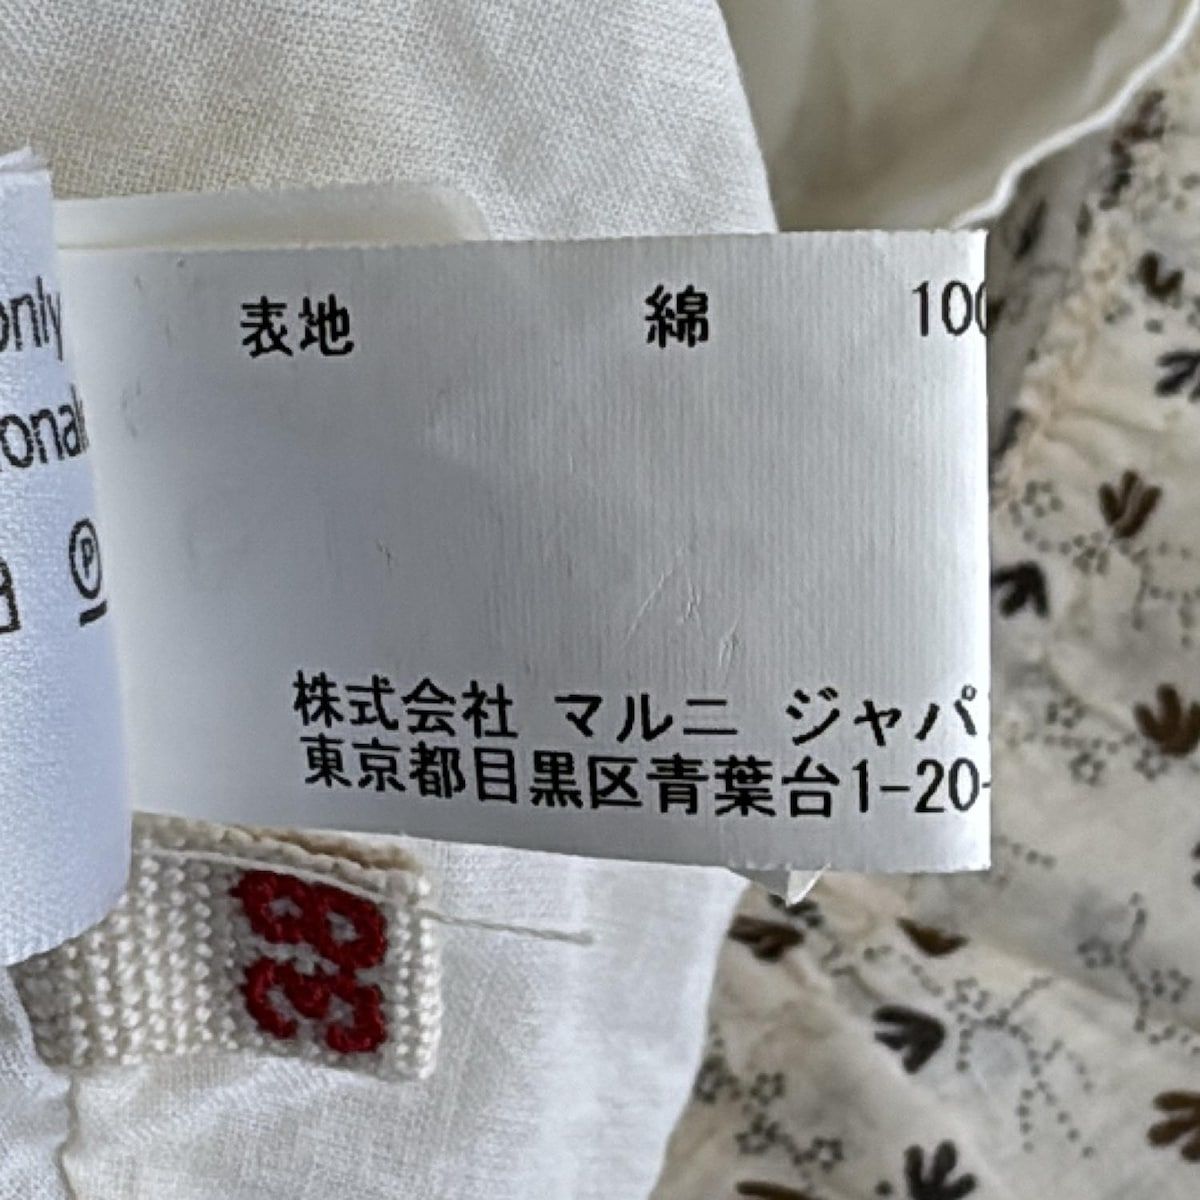 only
表地 綿 100
株式会社 マルニ ジャパ
東京都目黒区青葉台1-20-
P
38